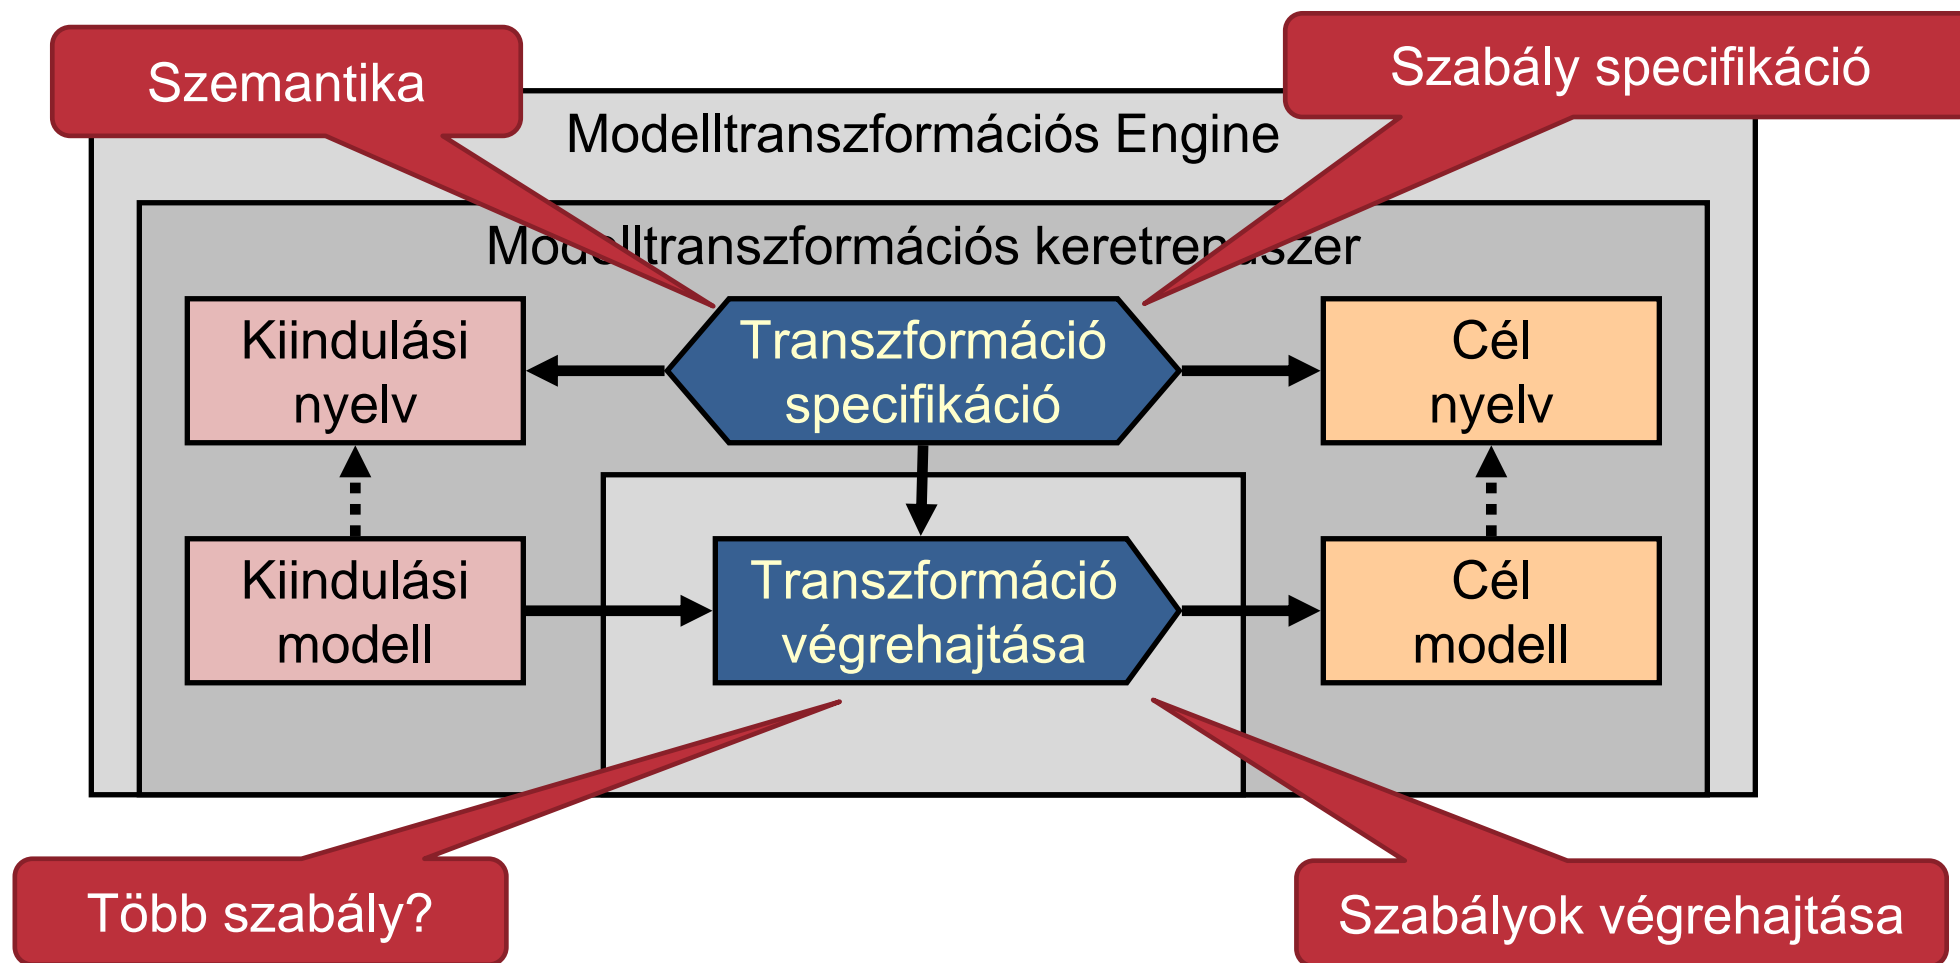 Szemantika
Szabály specifikáció
Modelltranszformációs Engine
Modelltranszformációs keretrendszer
Kiindulási
nyelv
Transzformáció
specifikáció
Cél
nyelv
Kiindulási
modell
Transzformáció
végrehajtása
Cél
modell
Több szabály?
Szabályok végrehajtása